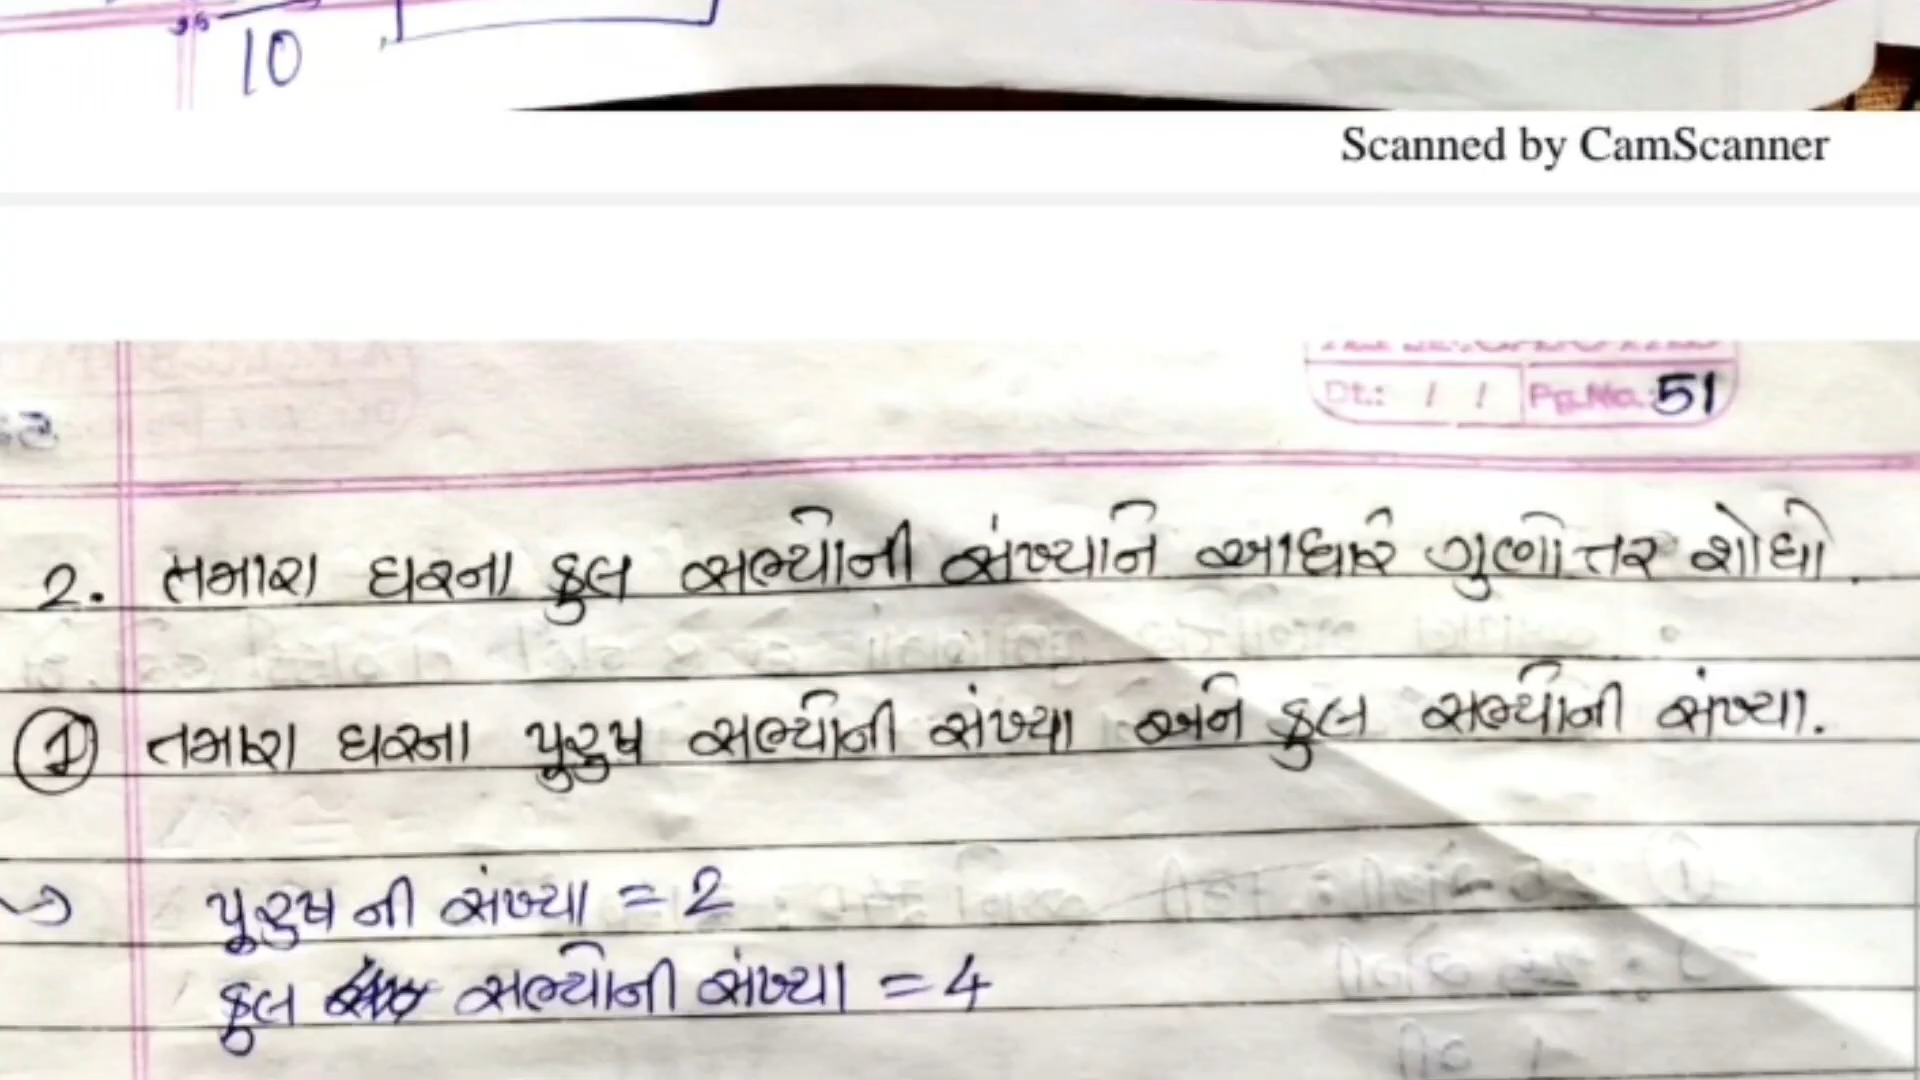 10
Scanned by CamScanner
Dt.: / / Pg.No. 51
2. તમારા ઘરના કુલ સભ્યોની સંખ્યાને આધારે ગુણોત્તર શોધો.
1 તમારા ઘરના પુરુષ સભ્યોની સંખ્યા અને કુલ સભ્યોની સંખ્યા.
→ પુરુષ ની સંખ્યા = 2
કુલ સભ્યોની સંખ્યા = 4